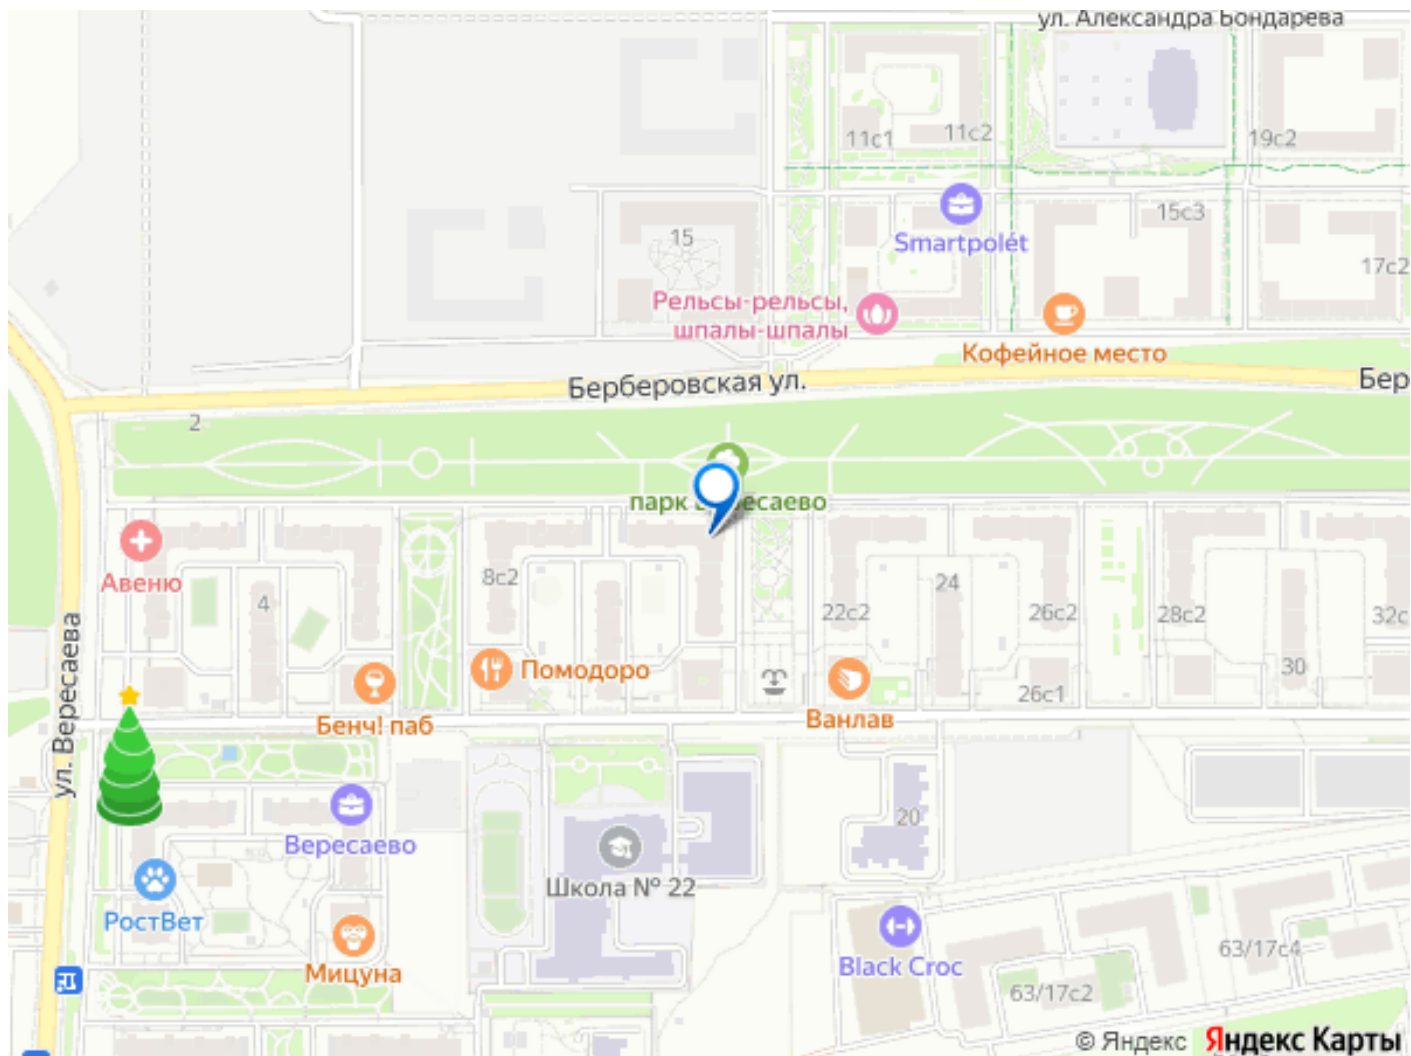 ул. Александра Бондарева
11с1
11с2
19с2
15с3
15
Smartpolét
17с2
Рельсы-рельсы,
шпалы-шпалы
Кофейное место
Берберовская ул.
Бер
2
парк Вересаево
Авеню
8с2
4
22с2
24
26с2
28с2
32с
ул. Вересаева
Помодоро
30
26с1
Бенч! паб
Ванлав
20
Вересаево
Школа № 22
РостВет
Мицуна
Black Croc
63/17с4
63/17с2
© Яндекс Яндекс Карты